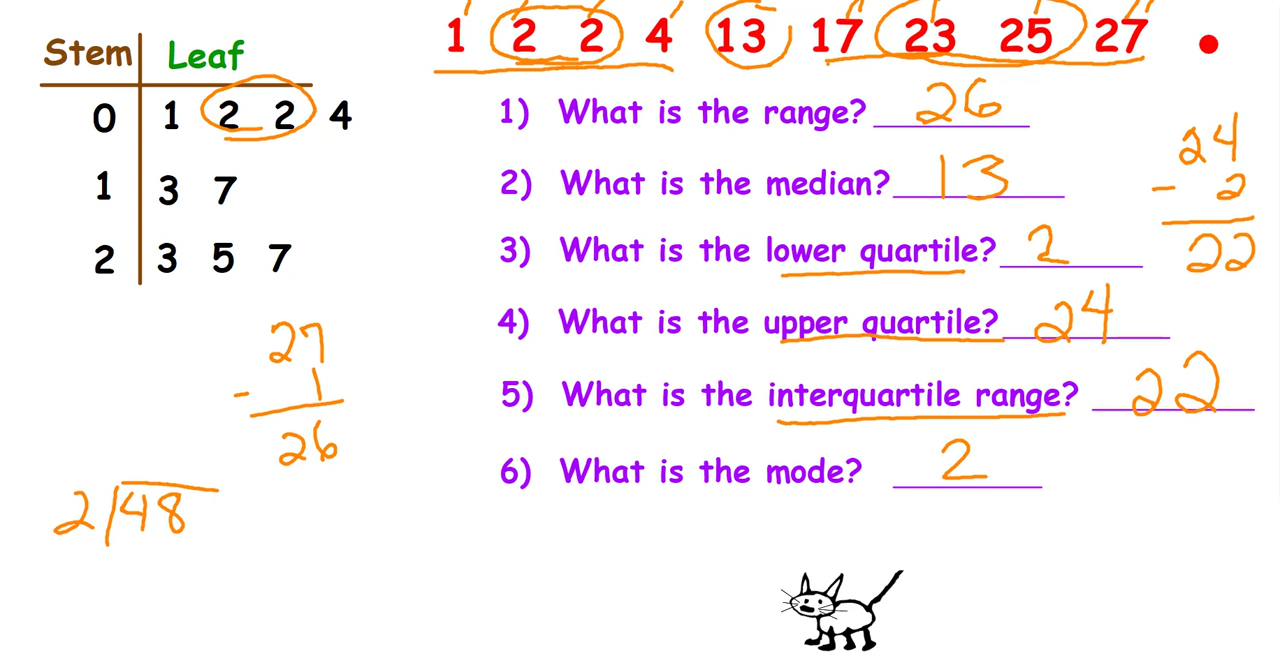 1 2 2 4 13 17 23 25 27
Stem Leaf
0 1 2 2 4
1 3 7
2 3 5 7
1) What is the range? 26
2) What is the median? 13
3) What is the lower quartile? 2
4) What is the upper quartile? 24
5) What is the interquartile range? 22
6) What is the mode? 2
24
- 2
22
27
- 1
26
2 48